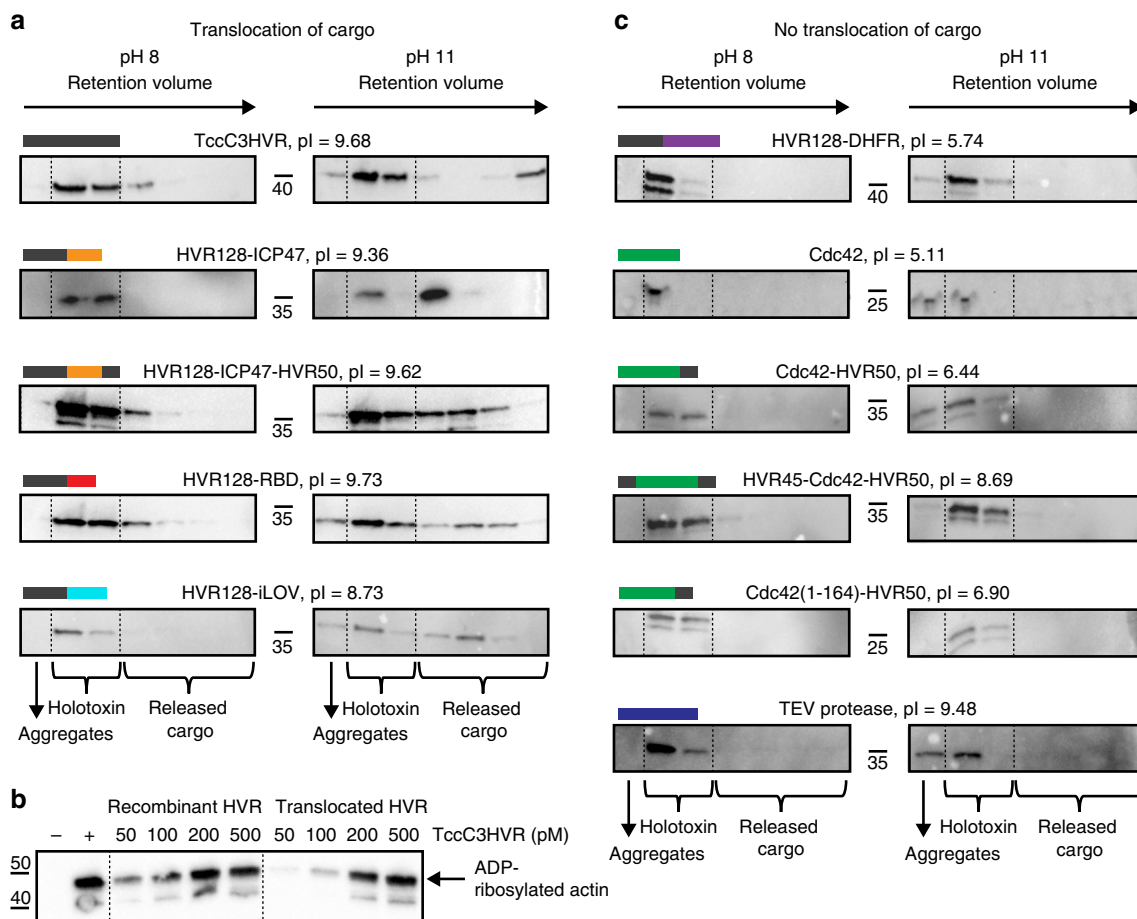 a
Translocation of cargo
pH 8
pH 11
Retention volume
Retention volume
TccC3HVR, pI = 9.68
40
HVR128-ICP47, pI = 9.36
35
HVR128-ICP47-HVR50, pI = 9.62
35
HVR128-RBD, pI = 9.73
35
HVR128-iLOV, pI = 8.73
35
Holotoxin
Released cargo
Aggregates
Holotoxin
Released cargo
Aggregates
b
Recombinant HVR
Translocated HVR
– + 50 100 200 500 50 100 200 500 TccC3HVR (pM)
50
40
ADP-
ribosylated actin
c
No translocation of cargo
pH 8
pH 11
Retention volume
Retention volume
HVR128-DHFR, pI = 5.74
40
Cdc42, pI = 5.11
25
Cdc42-HVR50, pI = 6.44
35
HVR45-Cdc42-HVR50, pI = 8.69
35
Cdc42(1-164)-HVR50, pI = 6.90
25
TEV protease, pI = 9.48
35
Holotoxin
Released cargo
Aggregates
Holotoxin
Released cargo
Aggregates